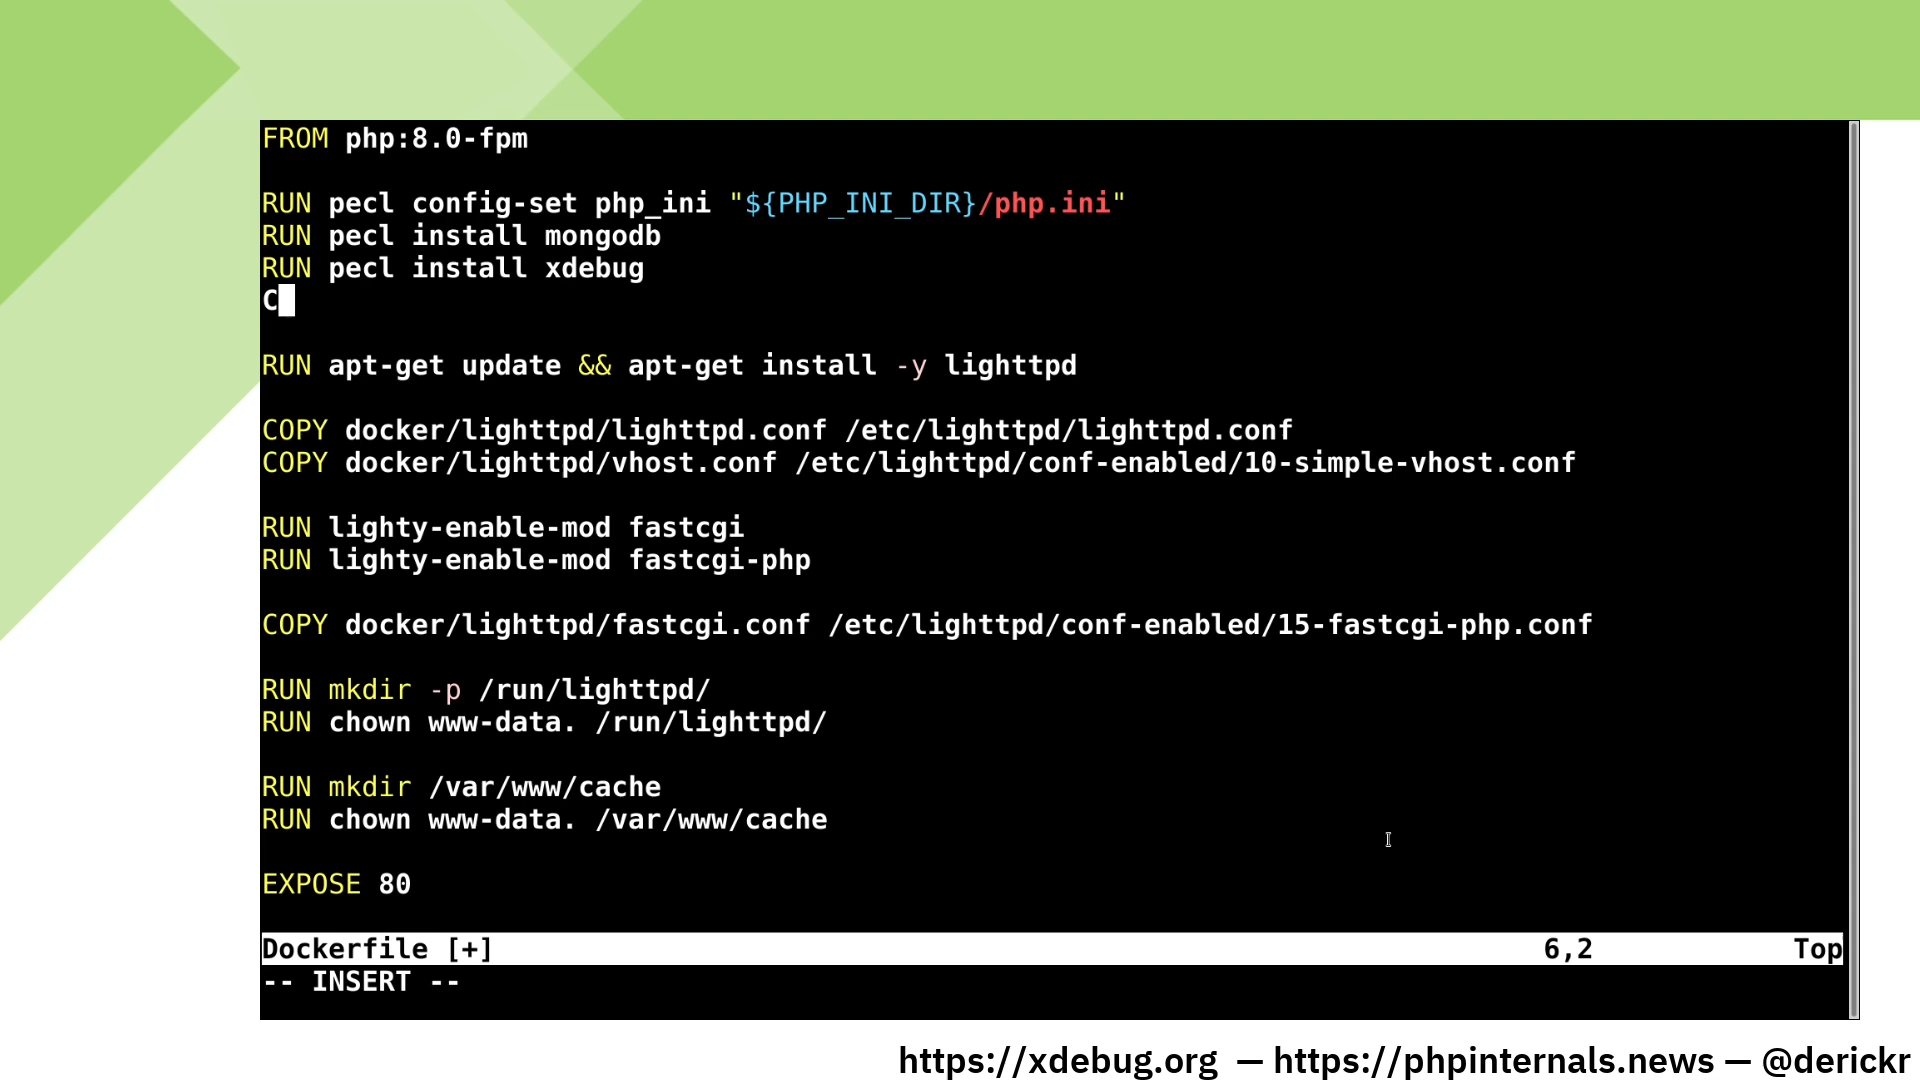 FROM php:8.0-fpm
RUN pecl config-set php_ini "${PHP_INI_DIR}/php.ini"
RUN pecl install mongodb
RUN pecl install xdebug
C
RUN apt-get update && apt-get install -y lighttpd
COPY docker/lighttpd/lighttpd.conf /etc/lighttpd/lighttpd.conf
COPY docker/lighttpd/vhost.conf /etc/lighttpd/conf-enabled/10-simple-vhost.conf
RUN lighty-enable-mod fastcgi
RUN lighty-enable-mod fastcgi-php
COPY docker/lighttpd/fastcgi.conf /etc/lighttpd/conf-enabled/15-fastcgi-php.conf
RUN mkdir -p /run/lighttpd/
RUN chown www-data. /run/lighttpd/
RUN mkdir /var/www/cache
RUN chown www-data. /var/www/cache
EXPOSE 80
Dockerfile [+] 6,2 Top
-- INSERT --
https://xdebug.org — https://phpinternals.news — @derickr